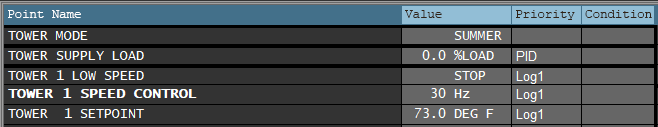 Point Name Value Priority Condition
TOWER MODE SUMMER
TOWER SUPPLY LOAD 0.0 %LOAD PID
TOWER 1 LOW SPEED STOP Log1
TOWER 1 SPEED CONTROL 30 Hz Log1
TOWER 1 SETPOINT 73.0 DEG F Log1